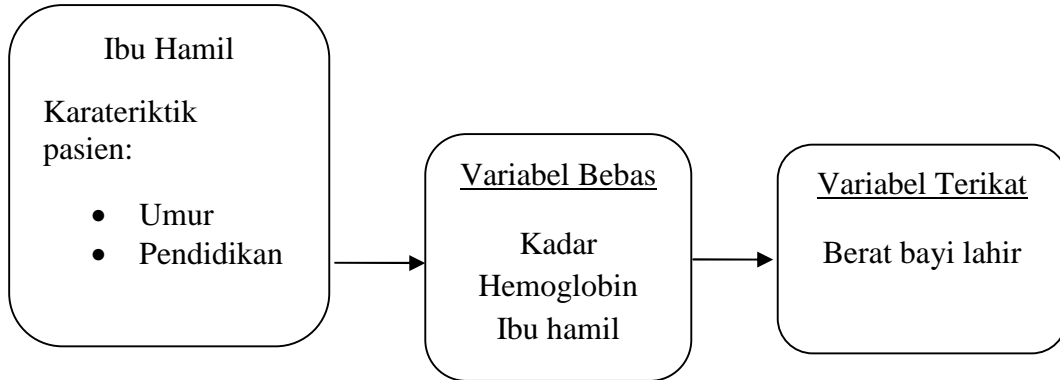 Ibu Hamil
Karateriktik
pasien:
• Umur
• Pendidikan
Variabel Bebas
Kadar
Hemoglobin
Ibu hamil
Variabel Terikat
Berat bayi lahir